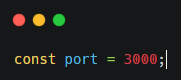 const port = 3000;